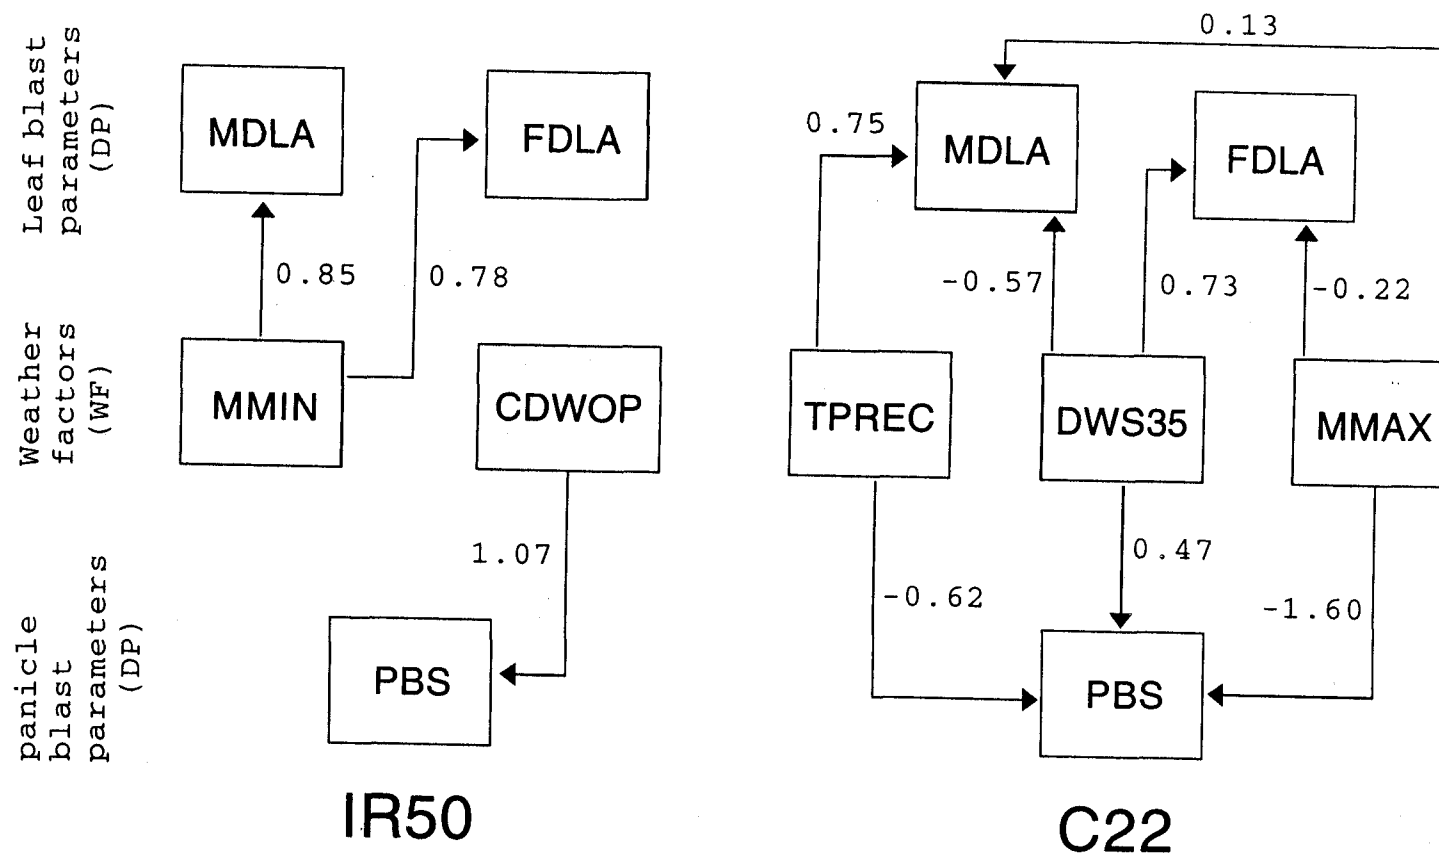 Leaf blast
parameters
(DP)
Weather
factors
(WF)
panicle
blast
parameters
(DP)
MDLA
FDLA
0.85
0.78
MMIN
CDWOP
1.07
PBS
IR50
0.13
0.75
MDLA
FDLA
-0.57
0.73
-0.22
TPREC
DWS35
MMAX
-0.62
0.47
-1.60
PBS
C22